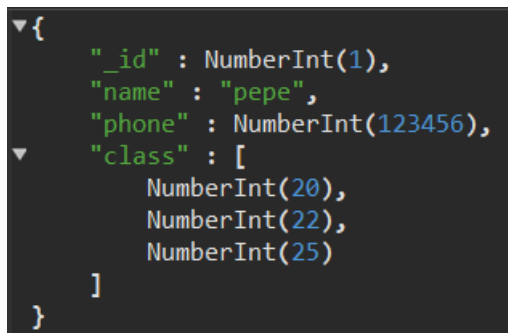 {
"_id" : NumberInt(1),
"name" : "pepe",
"phone" : NumberInt(123456),
"class" : [
NumberInt(20),
NumberInt(22),
NumberInt(25)
]
}